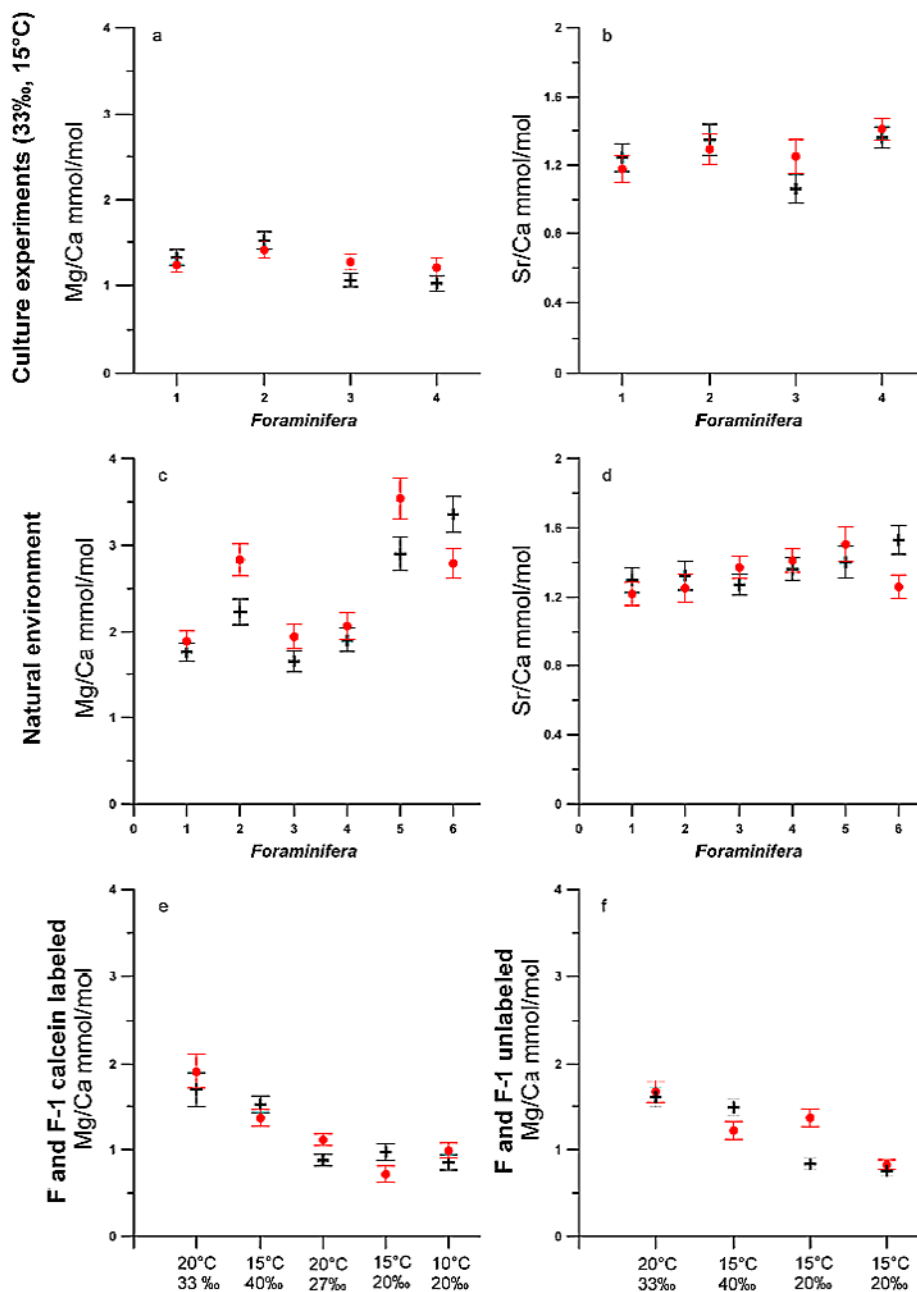 Culture experiments (33‰, 15°C)
a
Mg/Ca mmol/mol
4
3
2
1
0
1 2 3 4
Foraminifera
b
Sr/Ca mmol/mol
2
1.6
1.2
0.8
0.4
0
1 2 3 4
Foraminifera
Natural environment
c
Mg/Ca mmol/mol
4
3
2
1
0
0 1 2 3 4 5 6
Foraminifera
d
Sr/Ca mmol/mol
2
1.6
1.2
0.8
0.4
0
0 1 2 3 4 5 6
Foraminifera
F and F-1 calcein labeled
e
Mg/Ca mmol/mol
4
3
2
1
0
20°C 15°C 20°C 15°C 10°C
33 ‰ 40‰ 27‰ 20‰ 20‰
F and F-1 unlabeled
f
Mg/Ca mmol/mol
4
3
2
1
0
20°C 15°C 15°C 15°C
33‰ 40‰ 20‰ 20‰